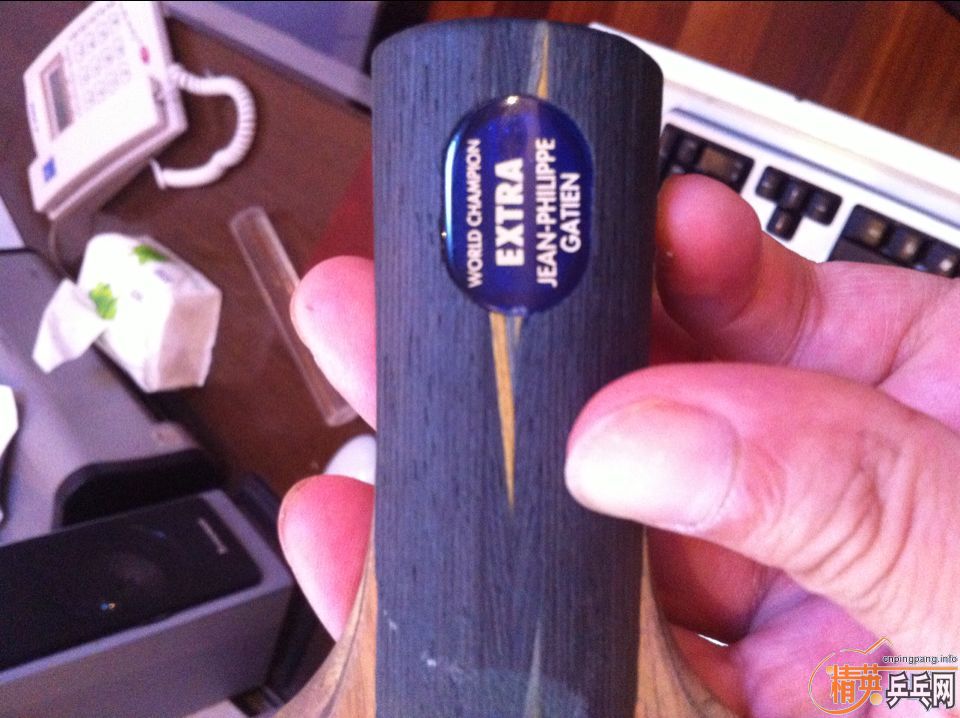 WORLD CHAMPION
EXTRA
JEAN-PHILIPPE
GATIEN
cnpingpang.info
精英乒乓网